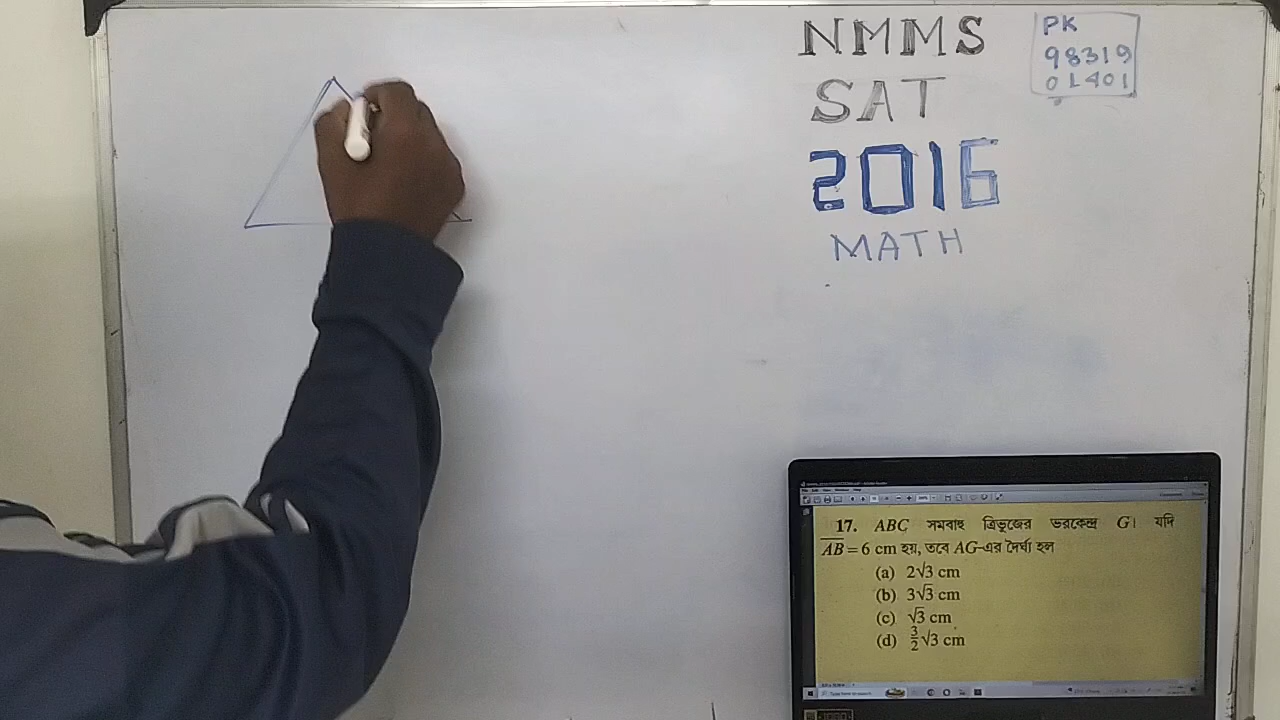 NMMS
SAT
2016
MATH
PK
98319
01401
17. ABC সমবাহু ত্রিভুজের ভরকেন্দ্র G। যদি
AB = 6 cm হয়, তবে AG-এর দৈর্ঘ্য হল
(a) 2√3 cm
(b) 3√3 cm
(c) √3 cm
(d) 3/2 √3 cm